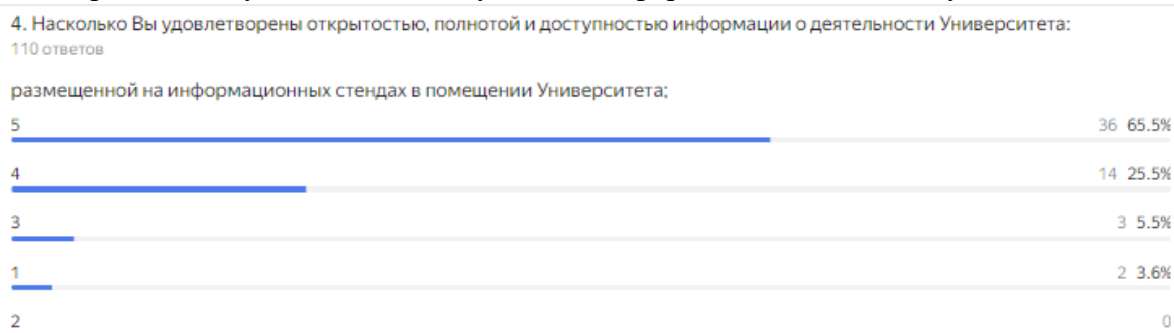 4. Насколько Вы удовлетворены открытостью, полнотой и доступностью информации о деятельности Университета:
110 ответов
размещенной на информационных стендах в помещении Университета;
5 36 65.5%
4 14 25.5%
3 3 5.5%
1 2 3.6%
2 0